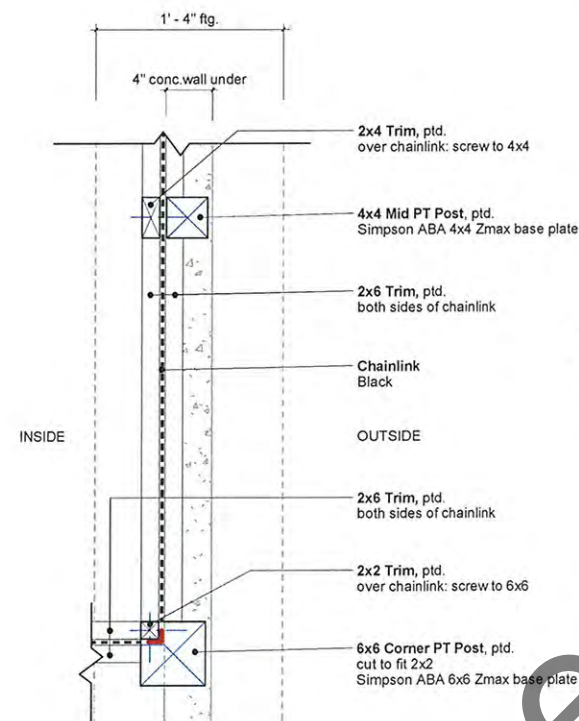 1' - 4" ftg.
4" conc.wall under
2x4 Trim, ptd.
over chainlink: screw to 4x4
4x4 Mid PT Post, ptd.
Simpson ABA 4x4 Zmax base plate
2x6 Trim, ptd.
both sides of chainlink
Chainlink
Black
INSIDE
OUTSIDE
2x6 Trim, ptd.
both sides of chainlink
2x2 Trim, ptd.
over chainlink: screw to 6x6
6x6 Corner PT Post, ptd.
cut to fit 2x2
Simpson ABA 6x6 Zmax base plate